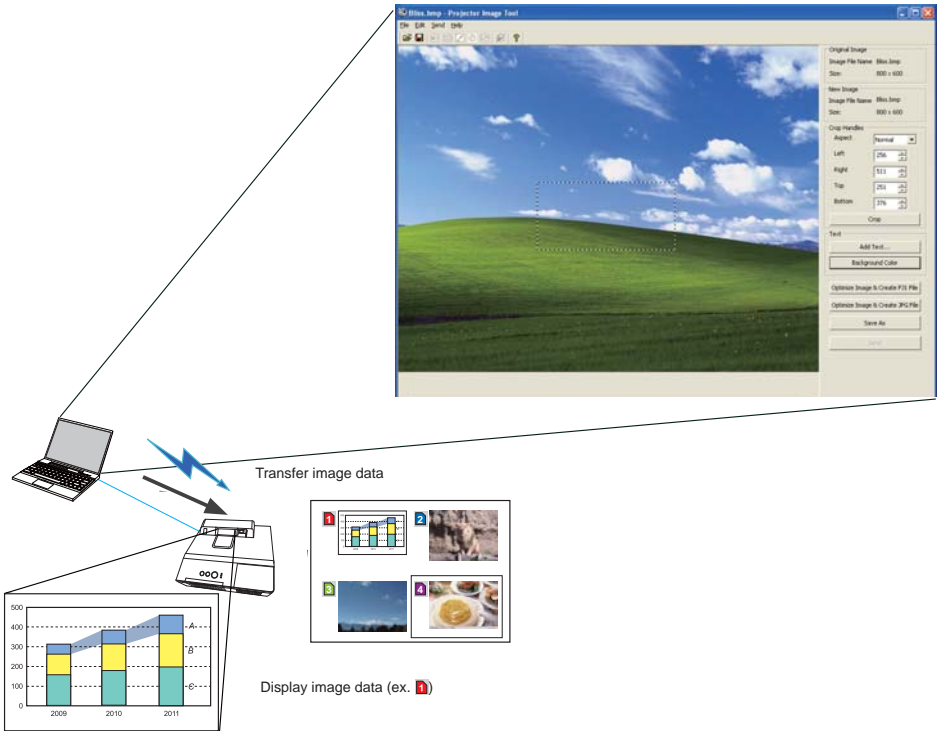 Bliss.bmp - Projector Image Tool
File Edit Send Help
Original Image
Image File Name Bliss.bmp
Size: 800 x 600
New Image
Image File Name Bliss.bmp
Size: 800 x 600
Crop Handles
Aspect Normal
Left 256
Right 511
Top 251
Bottom 376
Crop
Text
Add Text...
Background Color
Optimize Image & Create PJI File
Optimize Image & Create JPG File
Save As
Send
Transfer image data
1
2
3
4
500
400
300
200
100
0
A
B
C
2009 2010 2011
Display image data (ex. 1)